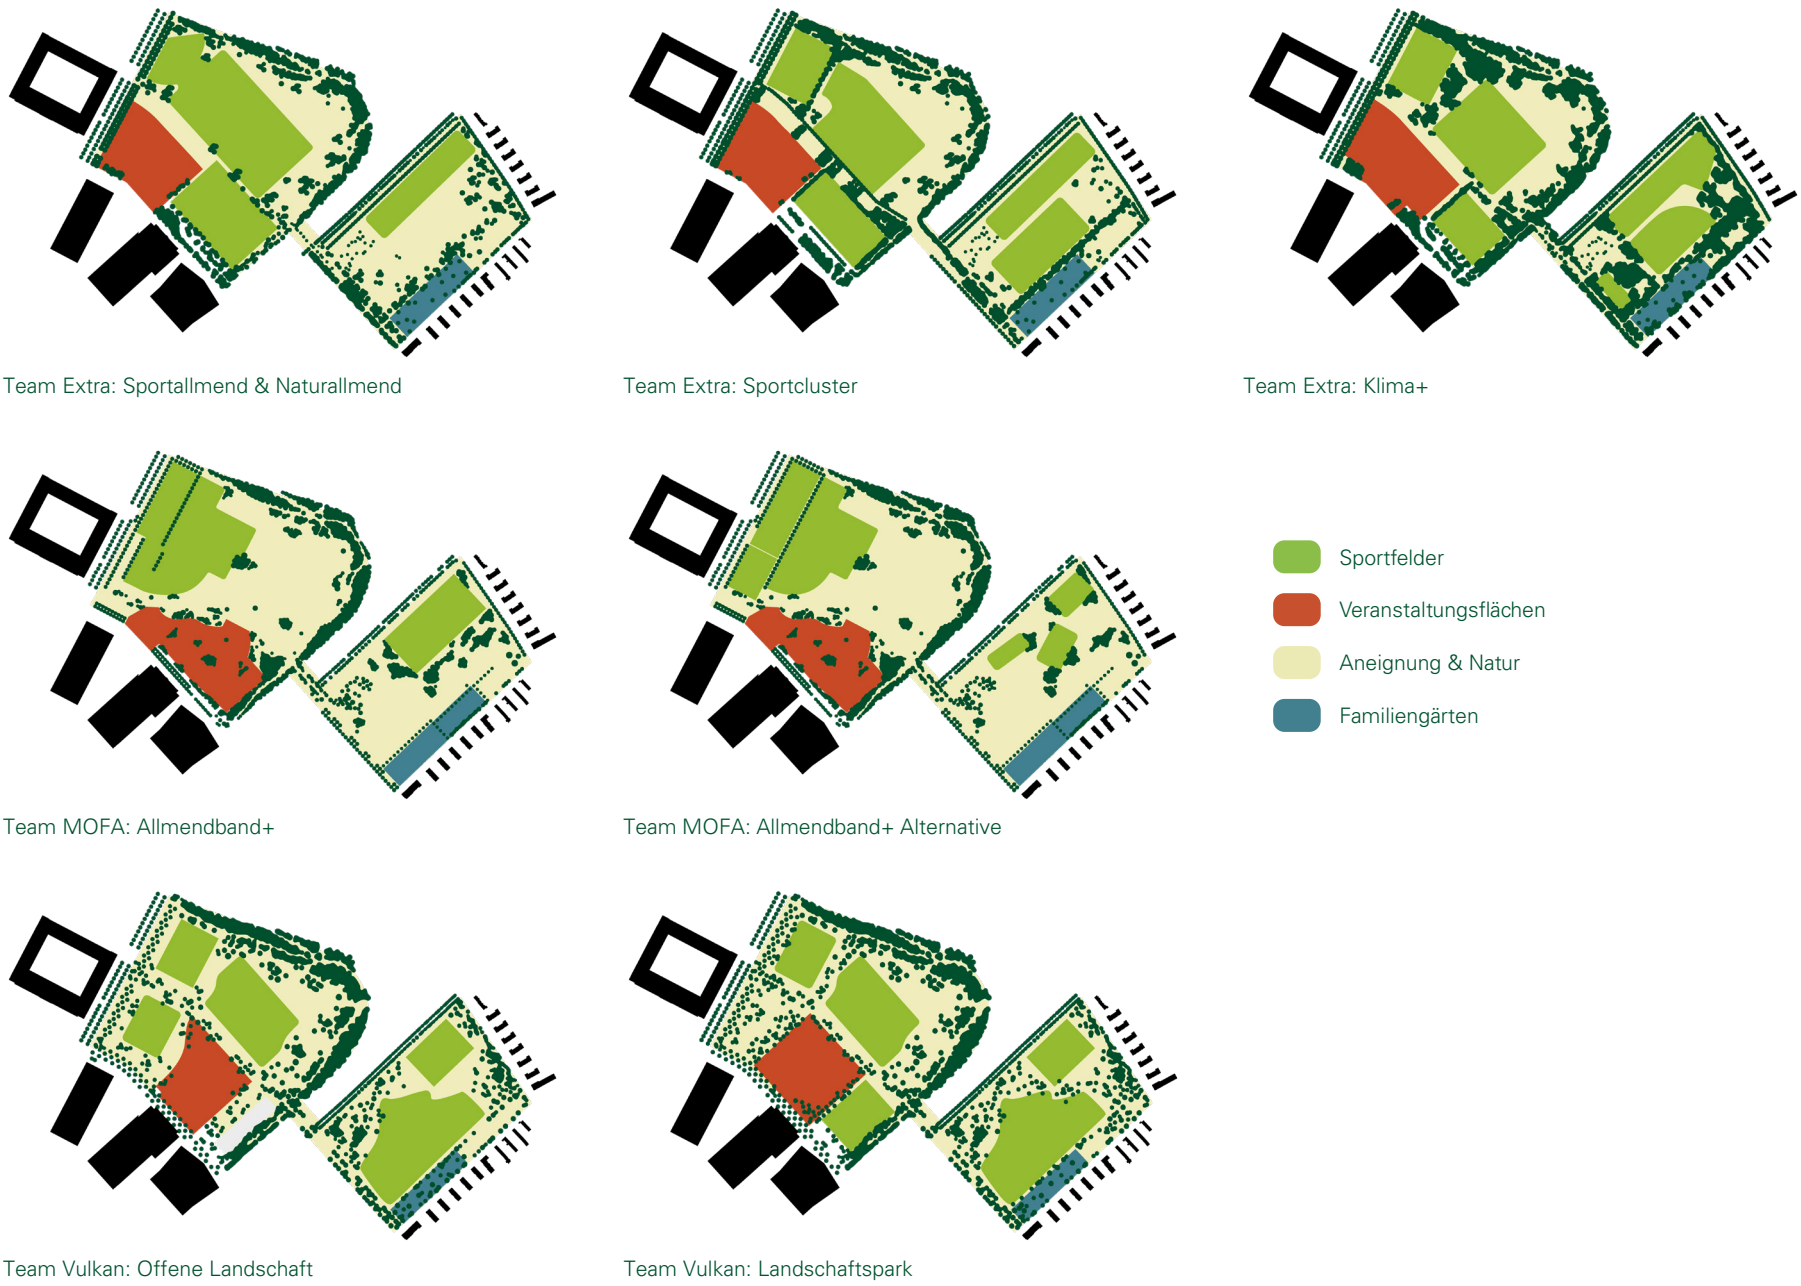 Team Extra: Sportallmend & Naturallmend
Team Extra: Sportcluster
Team Extra: Klima+
Team MOFA: Allmendband+
Team MOFA: Allmendband+ Alternative
Sportfelder
Veranstaltungsflächen
Aneignung & Natur
Familiengärten
Team Vulkan: Offene Landschaft
Team Vulkan: Landschaftspark